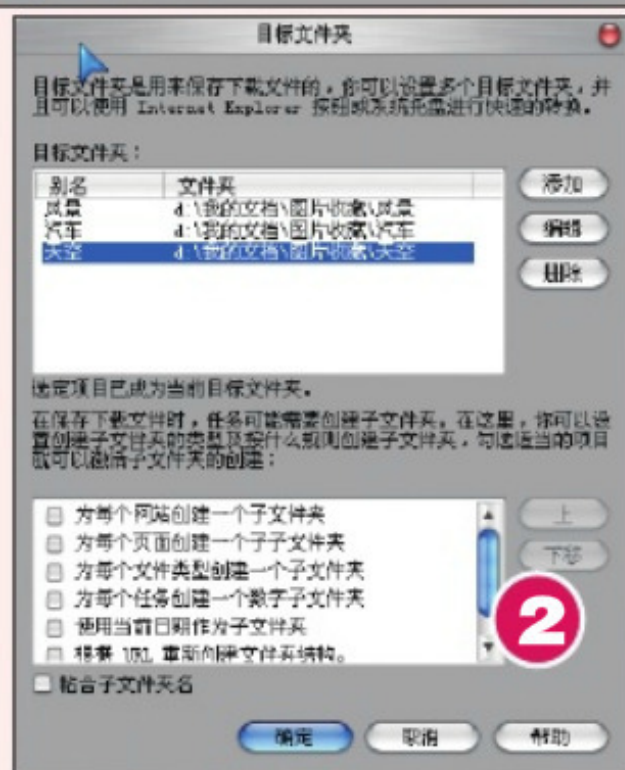 目标文件夹
目标文件夹是用来保存下载文件的，你可以设置多个目标文件夹，并
且可以使用 Internet Explorer 按钮或系统托盘进行快速的转换。
目标文件夹：
别名 文件夹
风景 d:\我的文档\图片收藏\风景
汽车 d:\我的文档\图片收藏\汽车
天空 d:\我的文档\图片收藏\天空
添加
编辑
删除
选定项目已成为当前目标文件夹。
在保存下载文件时，任务可能需要创建子文件夹。在这里，你可以设
置创建子文件夹的类型及按什么规则创建子文件夹，勾选适当的项目
就可以激活子文件夹的创建：
为每个网站创建一个子文件夹
为每个页面创建一个子子文件夹
为每个文件类型创建一个子文件夹
为每个任务创建一个数字子文件夹
使用当前日期作为子文件夹
根据 URL 重新创建文件夹结构。
上
下移
2
粘合子文件夹名
确定 取消 帮助